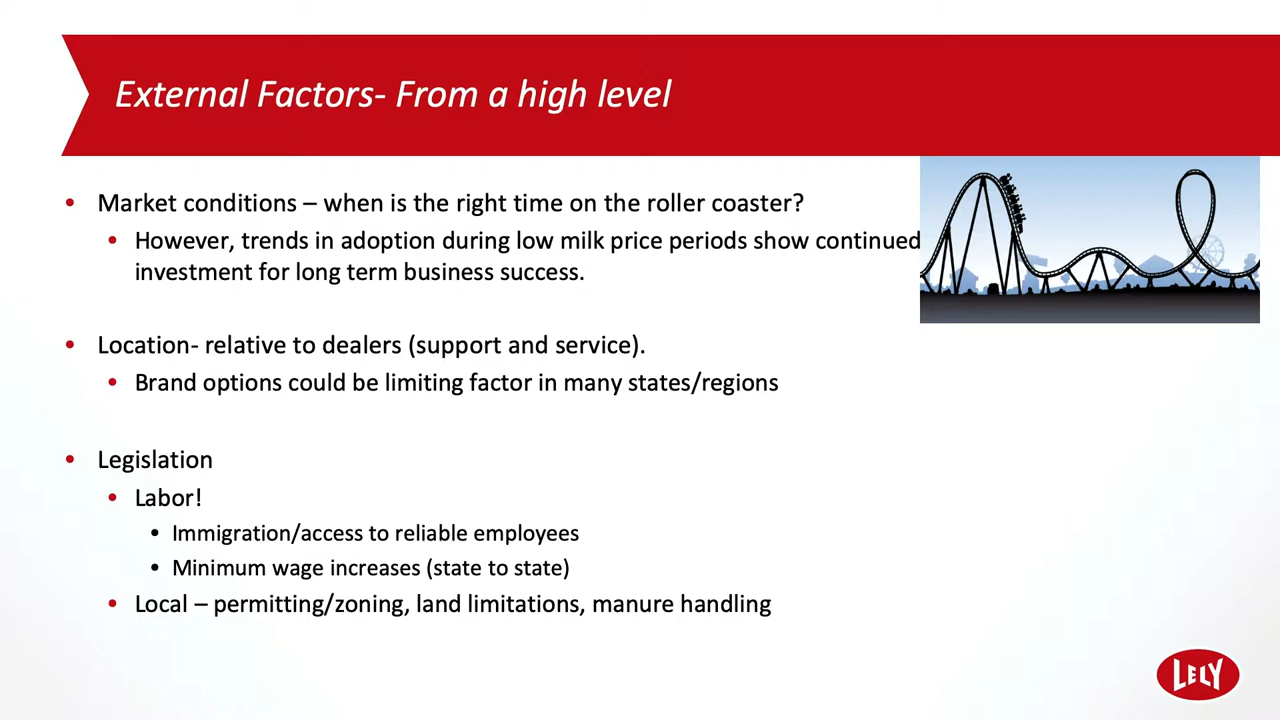 External Factors- From a high level
• Market conditions – when is the right time on the roller coaster?
• However, trends in adoption during low milk price periods show continued
investment for long term business success.
• Location- relative to dealers (support and service).
• Brand options could be limiting factor in many states/regions
• Legislation
• Labor!
• Immigration/access to reliable employees
• Minimum wage increases (state to state)
• Local – permitting/zoning, land limitations, manure handling
LELY